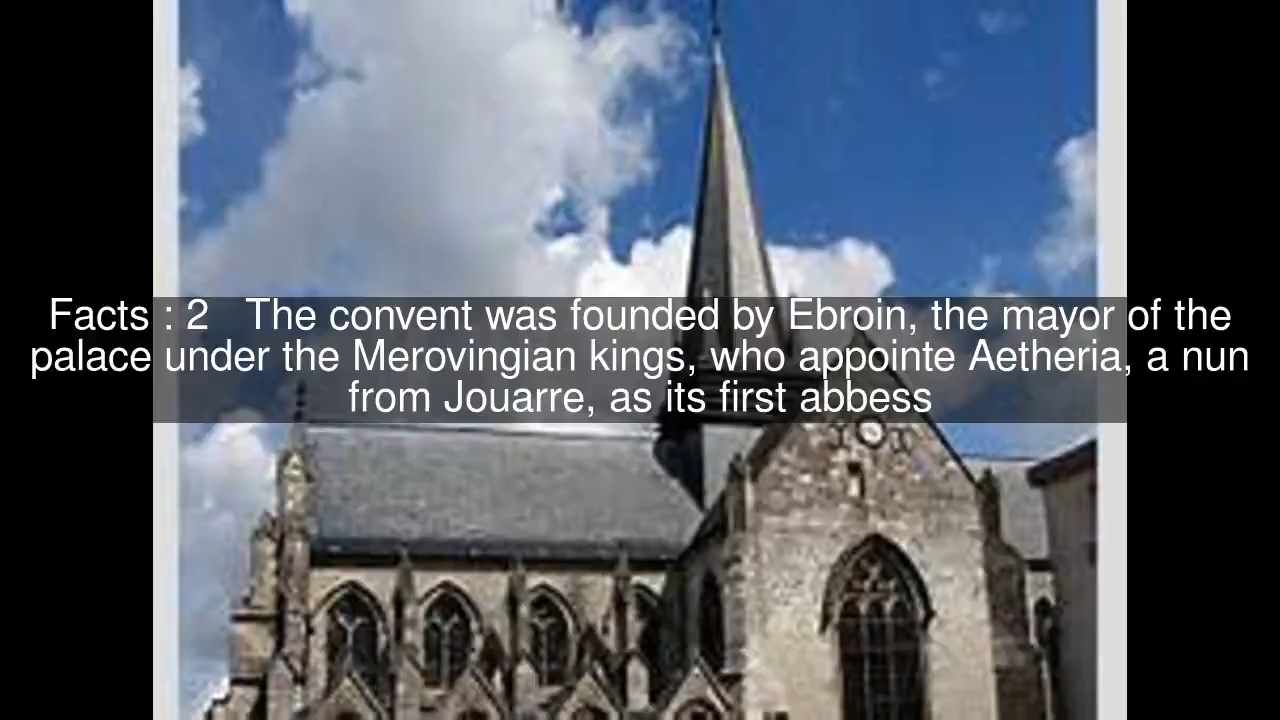 Facts : 2   The convent was founded by Ebroin, the mayor of the
palace under the Merovingian kings, who appointe Aetheria, a nun
from Jouarre, as its first abbess